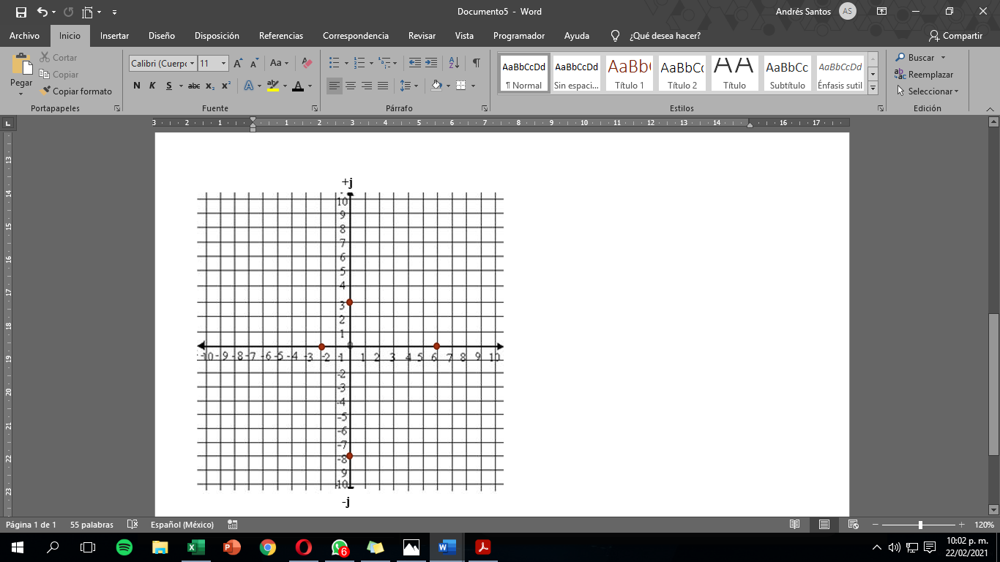 Documento5 - Word
Andrés Santos
AS
Archivo Inicio Insertar Diseño Disposición Referencias Correspondencia Revisar Vista Programador Ayuda ¿Qué desea hacer? Compartir
Pegar
Cortar
Copiar
Copiar formato
Portapapeles
Calibri (Cuerpo 11
Aa
N K S abc x₂ x²
A A
Fuente
Párrafo
AaBbCcDd AaBbCcDd AaBb( AaBbCc AA AaBbCc AaBbCcDd
¶ Normal Sin espaci... Título 1 Título 2 Título Subtítulo Énfasis sutil
Estilos
Buscar
Reemplazar
Seleccionar
Edición
3 2 1 1 2 3 4 5 6 7 8 9 10 11 12 13 14 16 17
13
14
15
16
17
18
19
20
21
22
23
+j
10
9
8
7
6
5
4
3
2
1
0
-10 -9 -8 -7 -6 -5 -4 -3 -2 -1 1 2 3 4 5 6 7 8 9 10
-2
-3
-4
-5
-6
-7
-8
9
-10
-j
Página 1 de 1 55 palabras Español (México) 120%
6
10:02 p. m.
22/02/2021